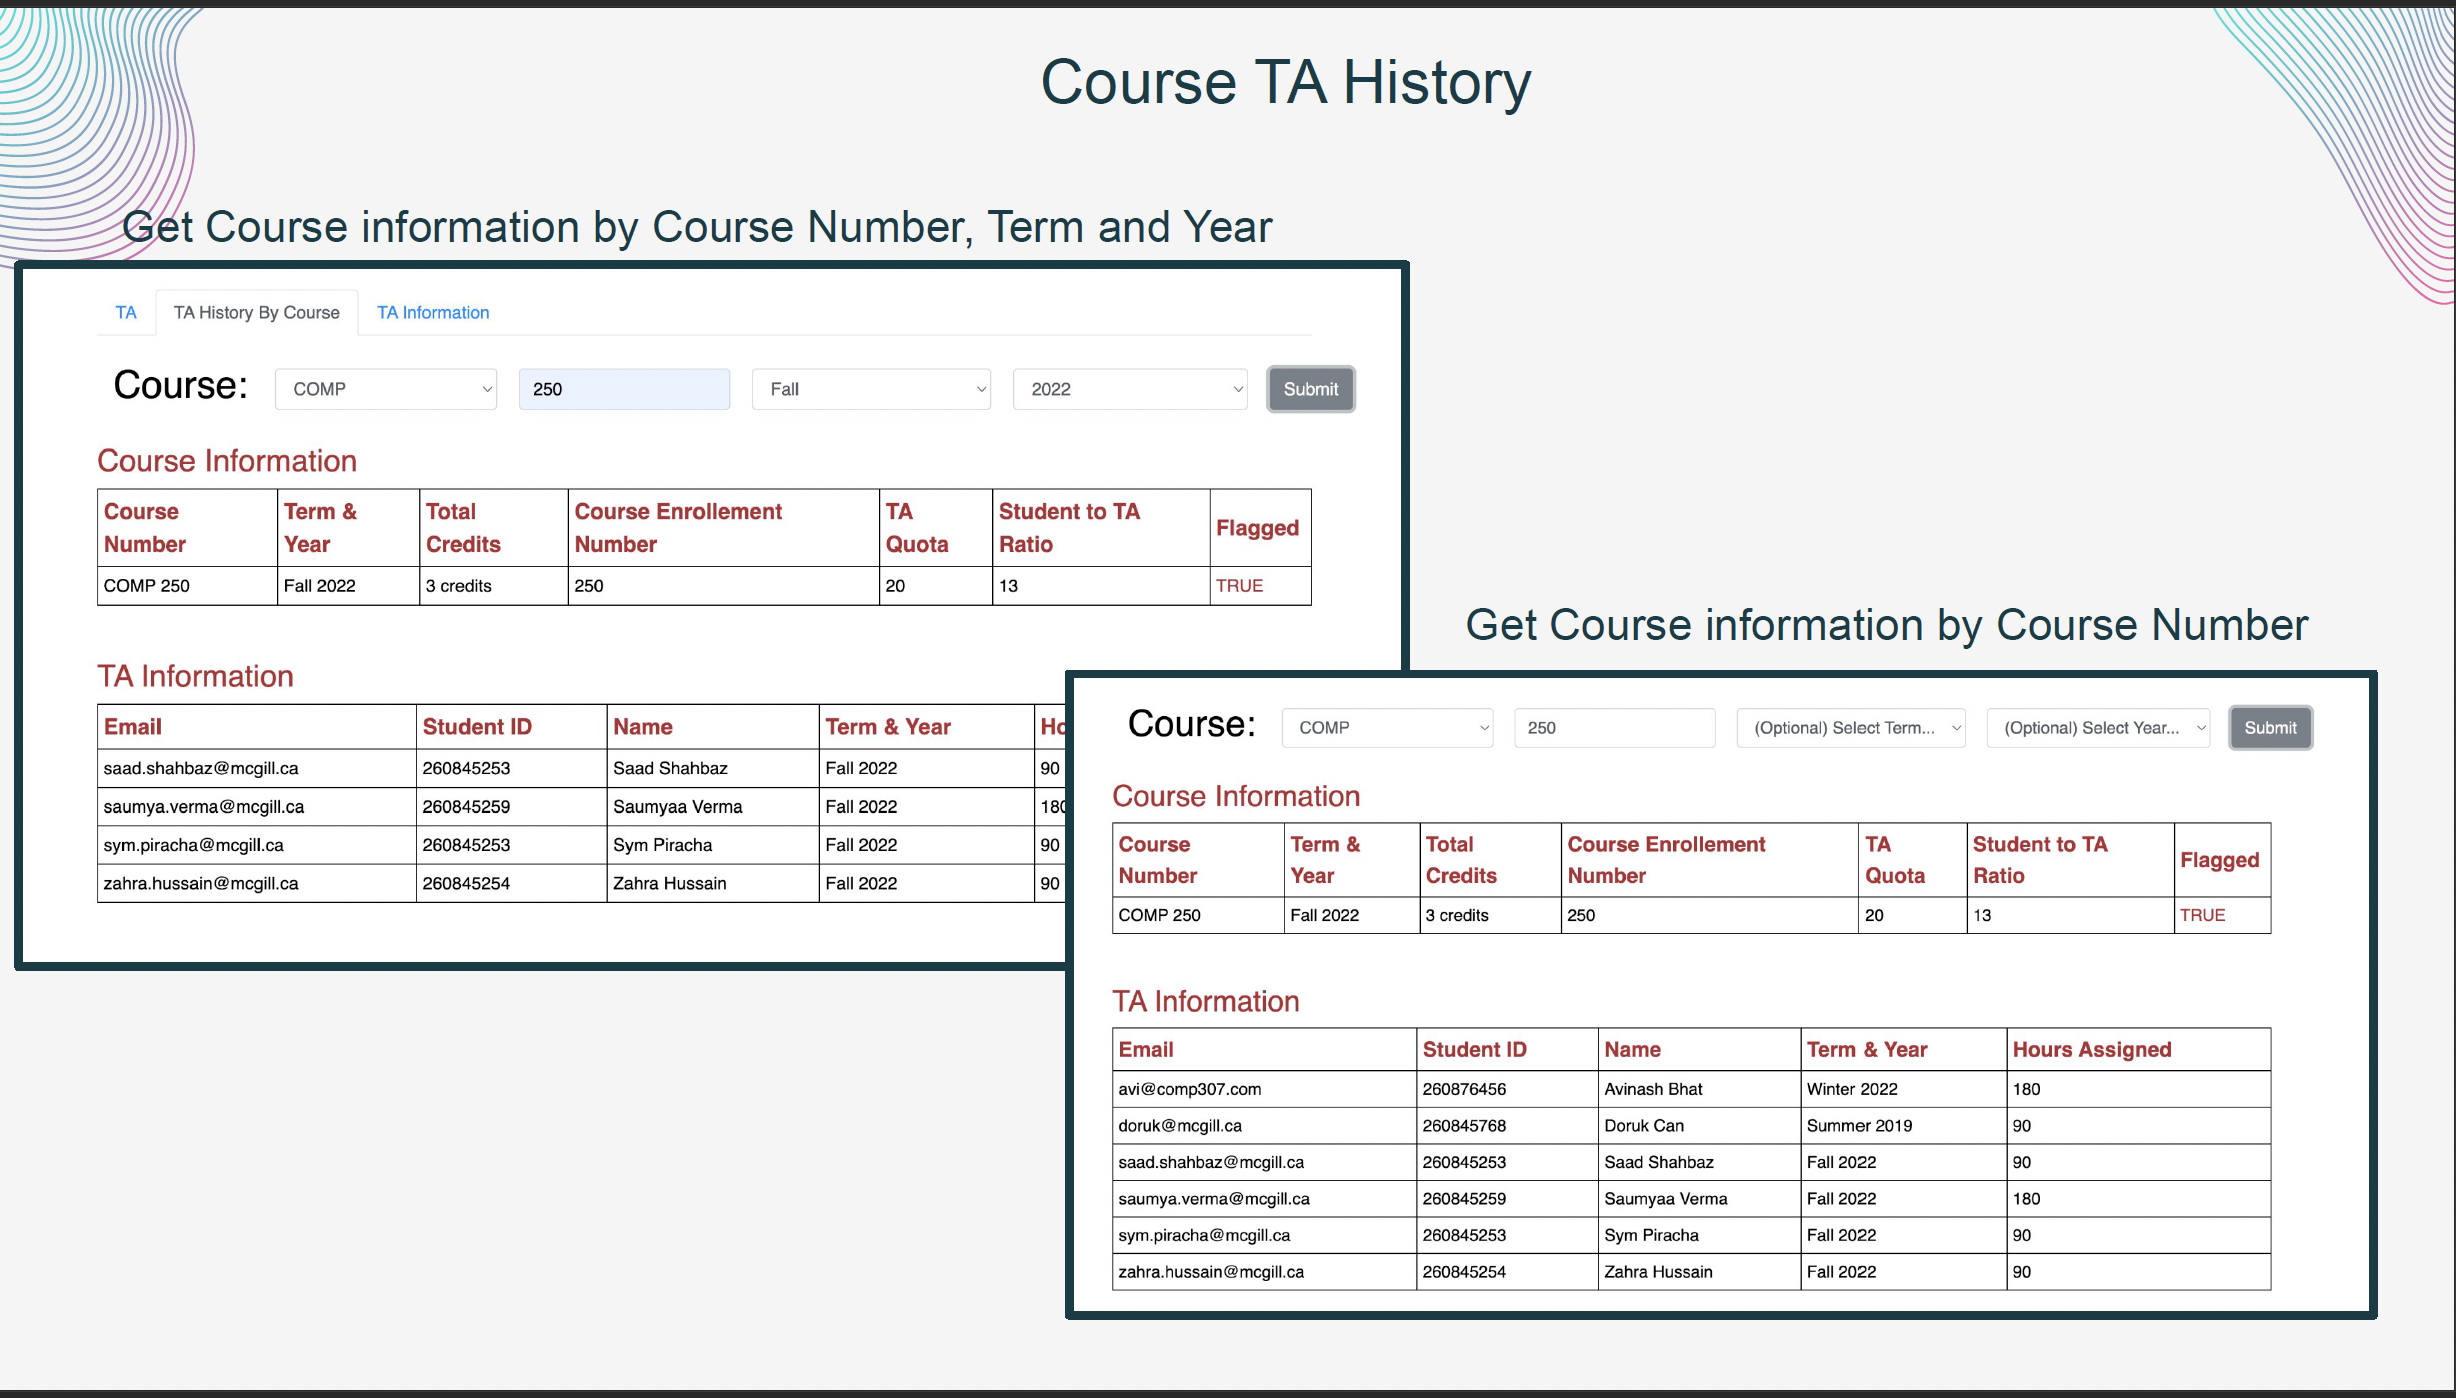 Course TA History
Get Course information by Course Number, Term and Year
TA TA History By Course TA Information
Course: COMP 250 Fall 2022 Submit
Course Information
Course Number Term & Year Total Credits Course Enrollement Number TA Quota Student to TA Ratio Flagged
COMP 250 Fall 2022 3 credits 250 20 13 TRUE
TA Information
Email Student ID Name Term & Year
saad.shahbaz@mcgill.ca 260845253 Saad Shahbaz Fall 2022 90
saumya.verma@mcgill.ca 260845259 Saumyaa Verma Fall 2022 180
sym.piracha@mcgill.ca 260845253 Sym Piracha Fall 2022 90
zahra.hussain@mcgill.ca 260845254 Zahra Hussain Fall 2022 90
Get Course information by Course Number
Course: COMP 250 (Optional) Select Term... (Optional) Select Year... Submit
Course Information
Course Number Term & Year Total Credits Course Enrollement Number TA Quota Student to TA Ratio Flagged
COMP 250 Fall 2022 3 credits 250 20 13 TRUE
TA Information
Email Student ID Name Term & Year Hours Assigned
avi@comp307.com 260876456 Avinash Bhat Winter 2022 180
doruk@mcgill.ca 260845768 Doruk Can Summer 2019 90
saad.shahbaz@mcgill.ca 260845253 Saad Shahbaz Fall 2022 90
saumya.verma@mcgill.ca 260845259 Saumyaa Verma Fall 2022 180
sym.piracha@mcgill.ca 260845253 Sym Piracha Fall 2022 90
zahra.hussain@mcgill.ca 260845254 Zahra Hussain Fall 2022 90